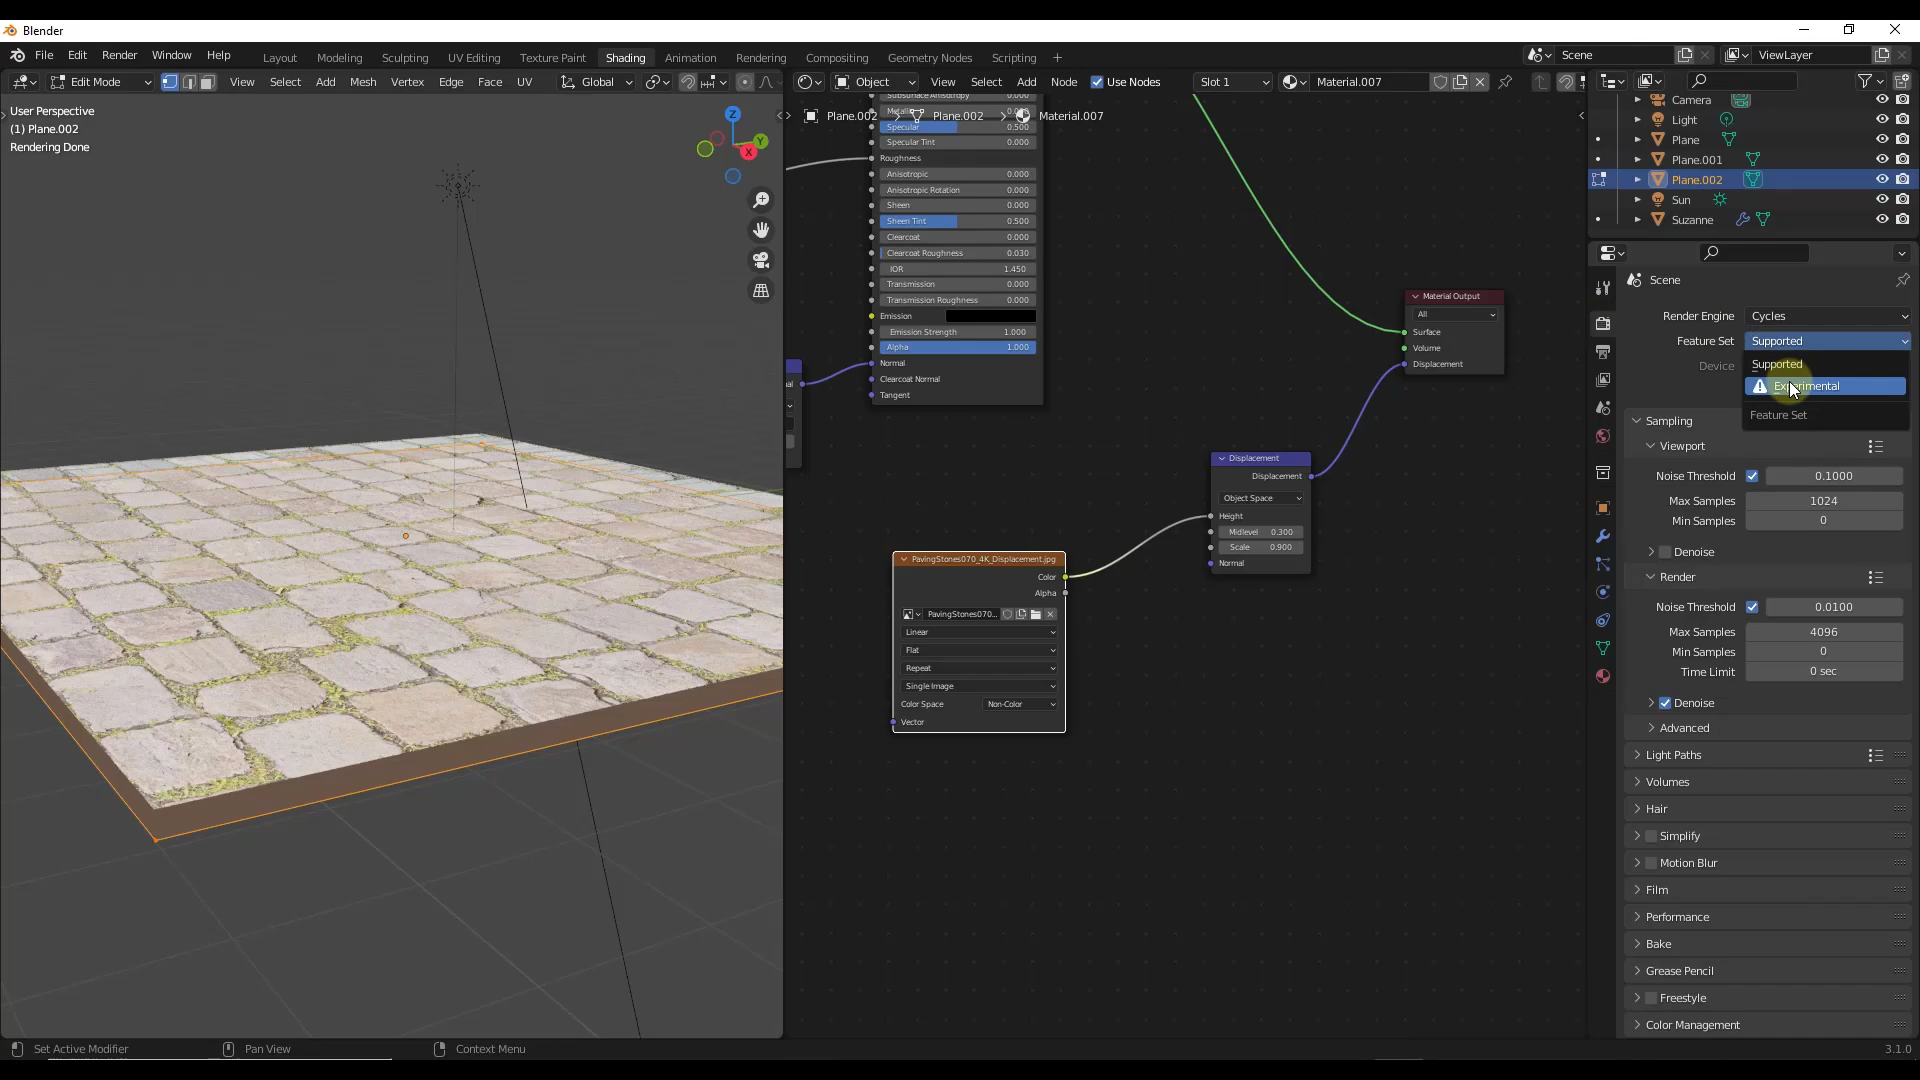 Blender
File Edit Render Window Help Layout Modeling Sculpting UV Editing Texture Paint Shading Animation Rendering Compositing Geometry Nodes Scripting + Scene ViewLayer
Edit Mode View Select Add Mesh Vertex Edge Face UV Global Object View Select Add Node Use Nodes Slot 1 Material.007
User Perspective
(1) Plane.002
Rendering Done
Z
Y
X
Plane.002 > Plane.002 > Material.007
Subsurface Anisotropy 0.000
Specular 0.500
Specular Tint 0.000
Roughness
Anisotropic 0.000
Anisotropic Rotation 0.000
Sheen 0.000
Sheen Tint 0.500
Clearcoat 0.000
Clearcoat Roughness 0.030
IOR 1.450
Transmission 0.000
Transmission Roughness 0.000
Emission
Emission Strength 1.000
Alpha 1.000
Normal
Clearcoat Normal
Tangent
Material Output
All
Surface
Volume
Displacement
Displacement
Displacement
Object Space
Height
Midlevel 0.300
Scale 0.900
Normal
PavingStones070_4K_Displacement.jpg
Color
Alpha
PavingStones070...
Linear
Flat
Repeat
Single Image
Color Space Non-Color
Vector
Camera
Light
Plane
Plane.001
Plane.002
Sun
Suzanne
Scene
Render Engine Cycles
Feature Set Supported
Device Supported
Experimental
Feature Set
Sampling
Viewport
Noise Threshold 0.1000
Max Samples 1024
Min Samples 0
Denoise
Render
Noise Threshold 0.0100
Max Samples 4096
Min Samples 0
Time Limit 0 sec
Denoise
Advanced
Light Paths
Volumes
Hair
Simplify
Motion Blur
Film
Performance
Bake
Grease Pencil
Freestyle
Color Management
Set Active Modifier Pan View Context Menu 3.1.0